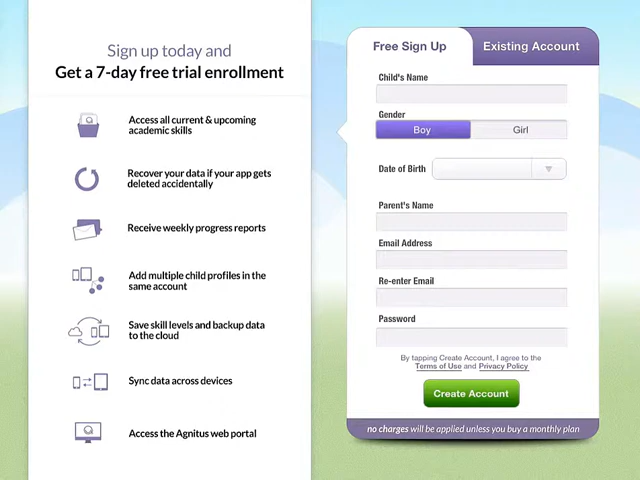 Sign up today and
Get a 7-day free trial enrollment
Access all current & upcoming
academic skills
Recover your data if your app gets
deleted accidentally
Receive weekly progress reports
Add multiple child profiles in the
same account
Save skill levels and backup data
to the cloud
Sync data across devices
Access the Agnitus web portal
Free Sign Up
Existing Account
Child's Name
Gender
Boy
Girl
Date of Birth
Parent's Name
Email Address
Re-enter Email
Password
By tapping Create Account, I agree to the
Terms of Use and Privacy Policy
Create Account
no charges will be applied unless you buy a monthly plan